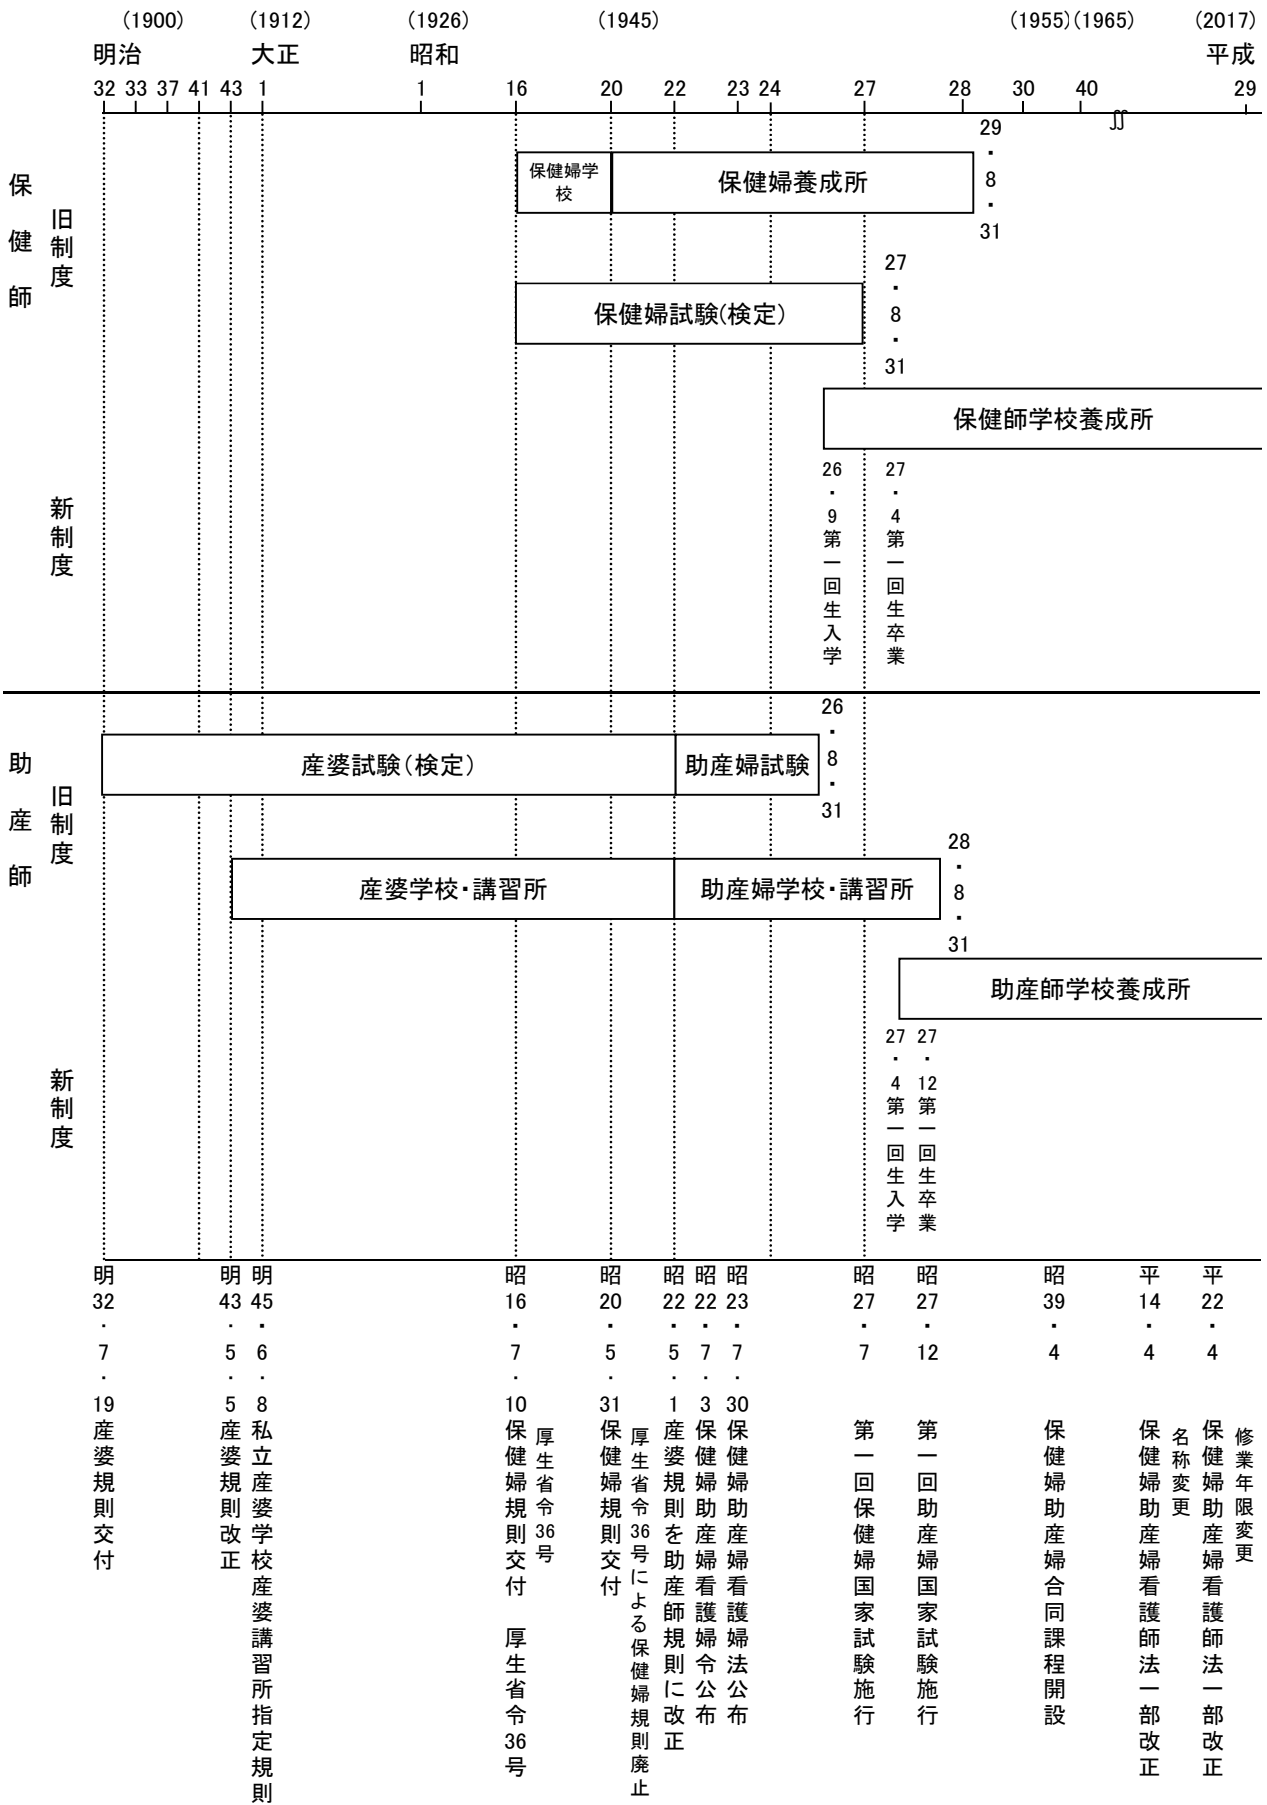 (1900)
(1912)
(1926)
(1945)
(1955)
(1965)
(2017)
明治
大正
昭和
平成
32 33 37 41 43 1 1 16 20 22 23 24 27 28 30 40 29
保健師
旧制度
保健婦学
校
保健婦養成所
29・8・31
保健婦試験(検定)
27・8・31
新制度
保健師学校養成所
26・9第一回生入学
27・4第一回生卒業
助産師
旧制度
産婆試験(検定)
助産婦試験
26・8・31
産婆学校・講習所
助産婦学校・講習所
28・8・31
新制度
助産師学校養成所
27・4第一回生入学
27・12第一回生卒業
明32・7・19産婆規則交付
明43・5・5産婆規則改正
明45・6・8私立産婆学校産婆講習所指定規則
昭16・7・10保健婦規則交付 厚生省令36号
厚生省令36号
昭20・5・31保健婦規則交付
厚生省令36号による保健婦規則廃止
昭22・5・1産婆規則を助産師規則に改正
昭22・7・3保健婦助産婦看護婦令公布
昭23・7・30保健婦助産婦看護婦法公布
昭27・7第一回保健婦国家試験施行
昭27・12第一回助産婦国家試験施行
昭39・4保健婦助産婦合同課程開設
平14・4保健婦助産婦看護師法一部改正
名称変更
平22・4保健婦助産婦看護師法一部改正
修業年限変更